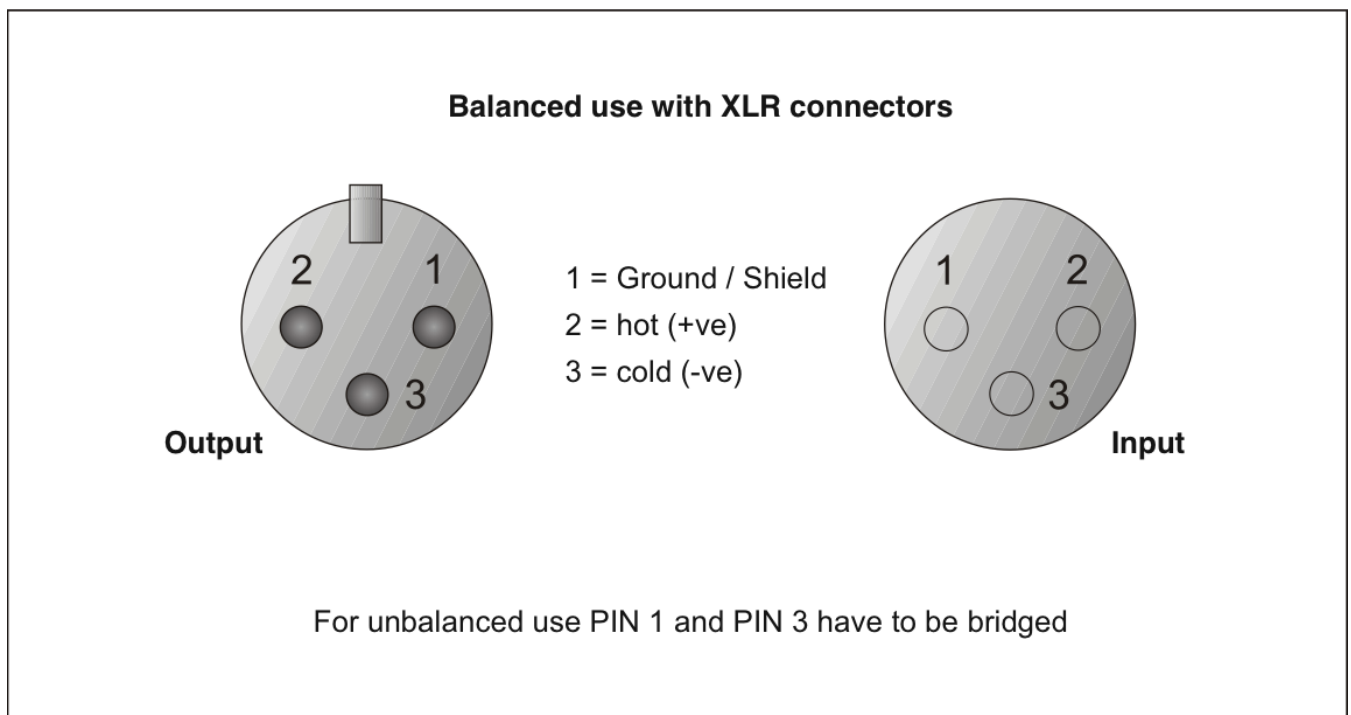 Balanced use with XLR connectors
2 1
1 = Ground / Shield
2 = hot (+ve)
3 = cold (-ve)
3
Output
1 2
3
Input
For unbalanced use PIN 1 and PIN 3 have to be bridged